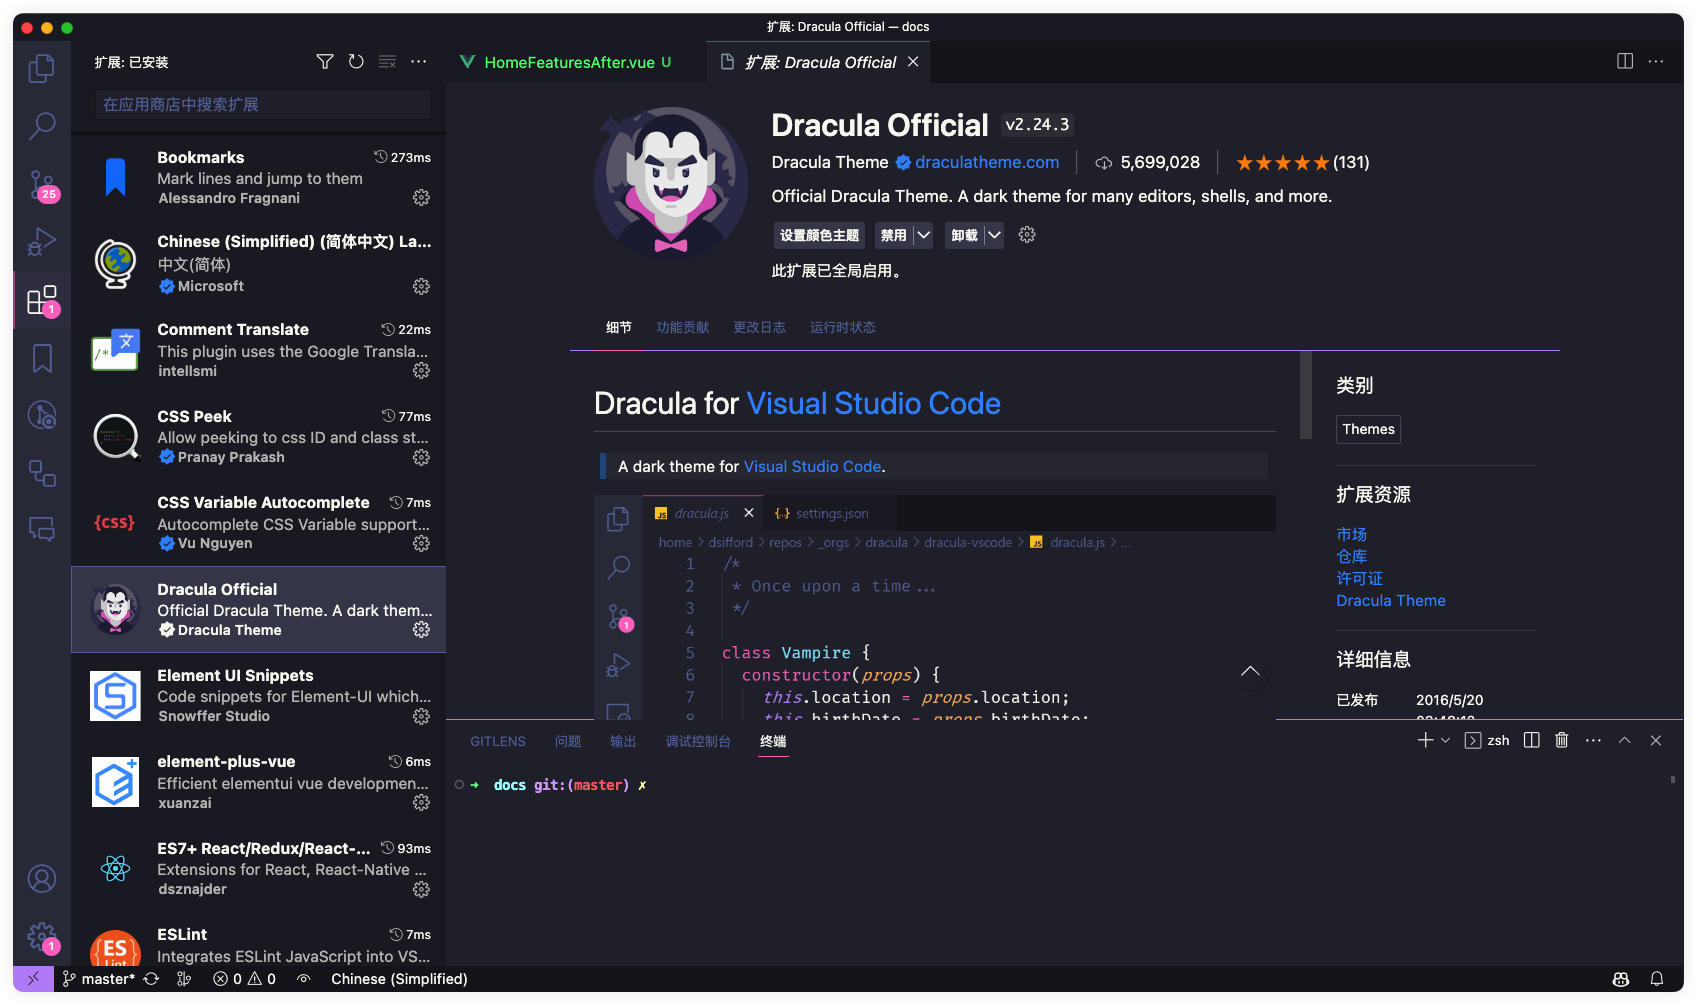 扩展: Dracula Official — docs
扩展: 已安装
在应用商店中搜索扩展
25
1
1
Bookmarks 273ms
Mark lines and jump to them
Alessandro Fragnani
Chinese (Simplified) (简体中文) La...
中文(简体)
Microsoft
Comment Translate 22ms
This plugin uses the Google Transla...
intellsmi
CSS Peek 77ms
Allow peeking to css ID and class st...
Pranay Prakash
{css}
CSS Variable Autocomplete 7ms
Autocomplete CSS Variable support...
Vu Nguyen
Dracula Official
Official Dracula Theme. A dark them...
Dracula Theme
Element UI Snippets
Code snippets for Element-UI which...
Snowffer Studio
element-plus-vue 6ms
Efficient elementui vue developmen...
xuanzai
ES7+ React/Redux/React-... 93ms
Extensions for React, React-Native ...
dsznajder
ES
Lint
ESLint 7ms
Integrates ESLint JavaScript into VS...
HomeFeaturesAfter.vue U
扩展: Dracula Official
Dracula Official v2.24.3
Dracula Theme draculatheme.com 5,699,028 (131)
Official Dracula Theme. A dark theme for many editors, shells, and more.
设置颜色主题 禁用 卸载
此扩展已全局启用。
细节 功能贡献 更改日志 运行时状态
Dracula for Visual Studio Code
A dark theme for Visual Studio Code.
JS dracula.js {..} settings.json
home > dsifford > repos > _orgs > dracula > dracula-vscode > JS dracula.js > ...
1 /*
2 * Once upon a time...
3 */
4
5 class Vampire {
6 constructor(props) {
7 this.location = props.location;
8 this.birthDate = props.birthDate;
1
类别
Themes
扩展资源
市场
仓库
许可证
Dracula Theme
详细信息
已发布 2016/5/20
GITLENS 问题 输出 调试控制台 终端
zsh
➜ docs git:(master) ✗
master* 0 0 Chinese (Simplified)